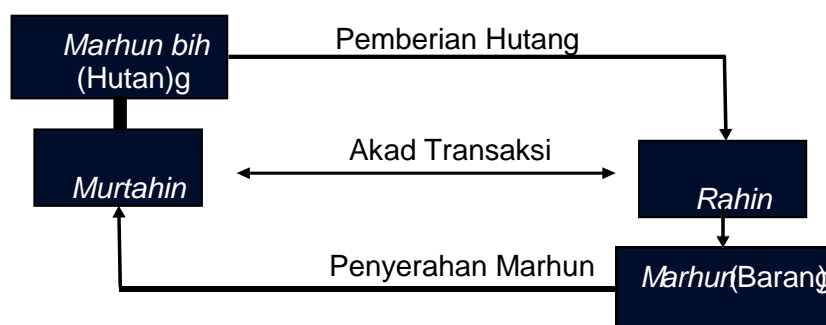 Marhun bih
(Hutan)g
Pemberian Hutang
Akad Transaksi
Murtahin
Rahin
Penyerahan Marhun
Marhun(Barang